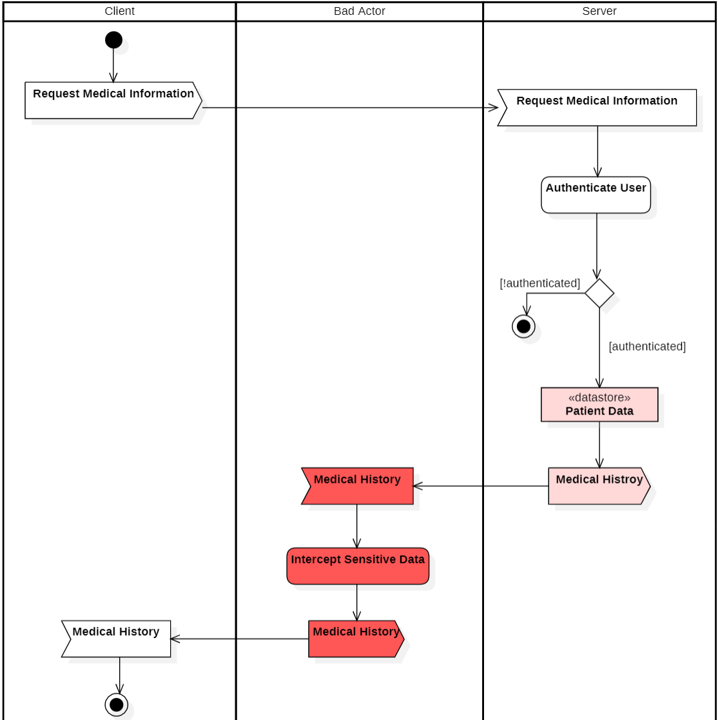 Client
Bad Actor
Server
Request Medical Information
Request Medical Information
Authenticate User
[!authenticated]
[authenticated]
«datastore»
Patient Data
Medical History
Medical Histroy
Intercept Sensitive Data
Medical History
Medical History